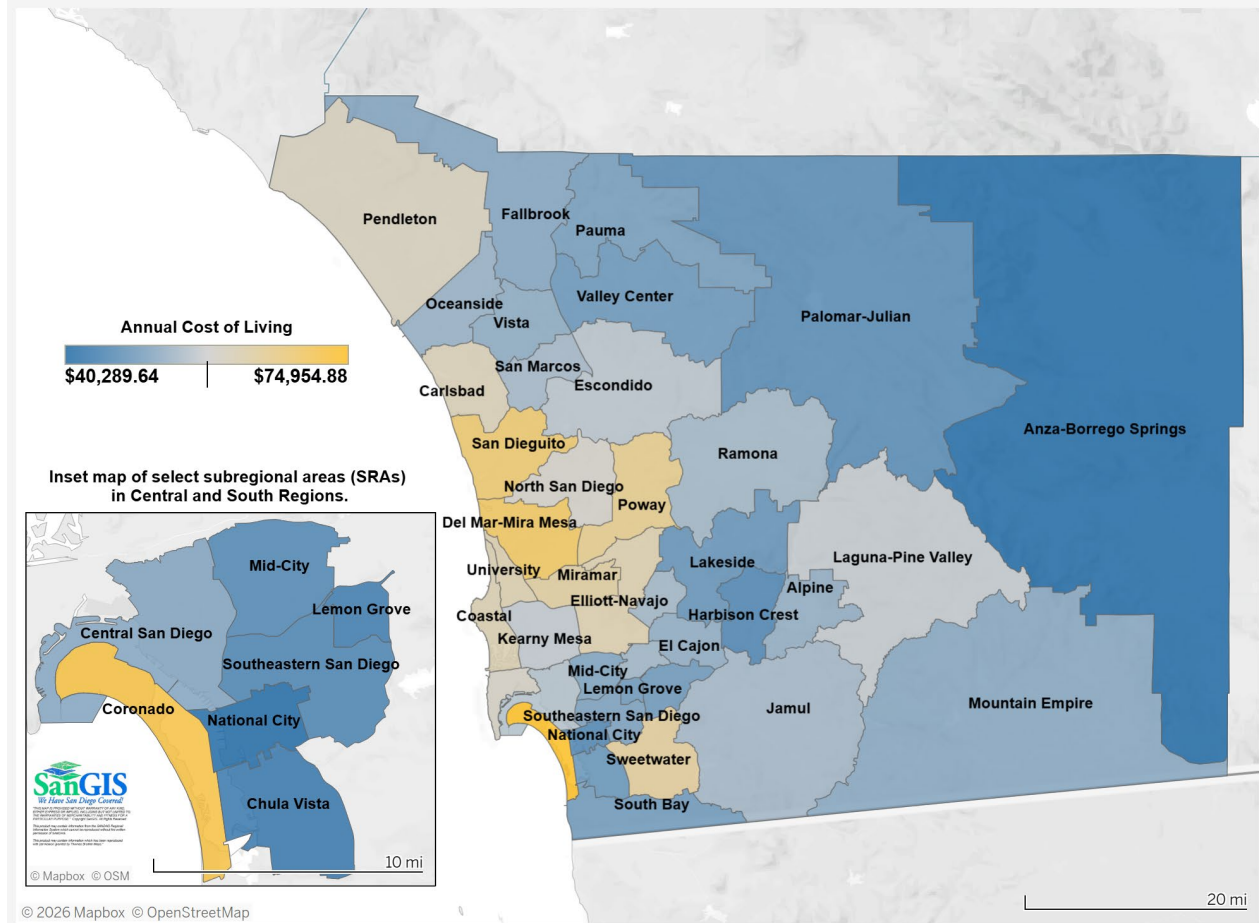 Pendleton
Fallbrook
Pauma
Oceanside
Valley Center
Vista
Palomar-Julian
Annual Cost of Living
$40,289.64
$74,954.88
San Marcos
Escondido
Carlsbad
San Dieguito
Anza-Borrego Springs
Ramona
North San Diego
Poway
Del Mar-Mira Mesa
University
Miramar
Lakeside
Laguna-Pine Valley
Alpine
Elliott-Navajo
Harbison Crest
Coastal
Kearny Mesa
El Cajon
Mid-City
Lemon Grove
Jamul
Mountain Empire
Southeastern San Diego
National City
Sweetwater
South Bay
Inset map of select subregional areas (SRAs)
in Central and South Regions.
Mid-City
Lemon Grove
Central San Diego
Southeastern San Diego
Coronado
National City
Chula Vista
SanGIS
We Have San Diego Covered!
10 mi
© Mapbox © OSM
© 2026 Mapbox © OpenStreetMap
20 mi